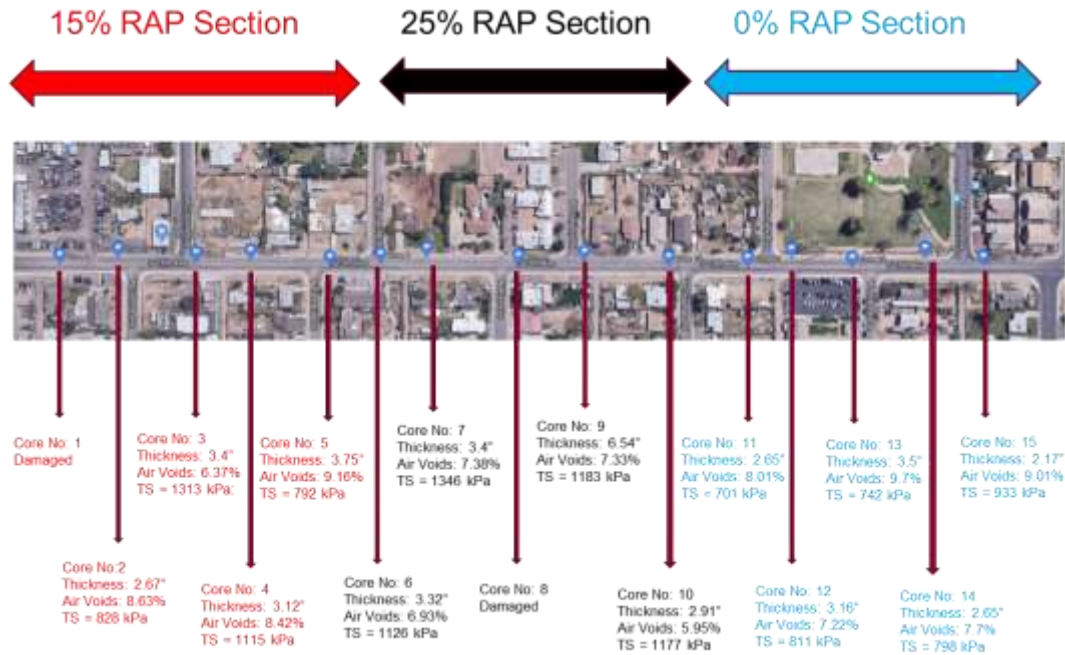 15% RAP Section
25% RAP Section
0% RAP Section
Core No: 1
Damaged
Core No:2
Thickness: 2.67"
Air Voids: 8.63%
TS = 828 kPa
Core No: 3
Thickness: 3.4"
Air Voids: 6.37%
TS = 1313 kPa
Core No: 4
Thickness: 3.12"
Air Voids: 8.42%
TS = 1115 kPa
Core No: 5
Thickness: 3.75"
Air Voids: 9.16%
TS = 792 kPa
Core No: 6
Thickness: 3.32"
Air Voids: 6.93%
TS = 1126 kPa
Core No: 7
Thickness: 3.4"
Air Voids: 7.38%
TS = 1346 kPa
Core No: 8
Damaged
Core No: 9
Thickness: 6.54"
Air Voids: 7.33%
TS = 1183 kPa
Core No: 10
Thickness: 2.91"
Air Voids: 5.95%
TS = 1177 kPa
Core No: 11
Thickness: 2.65"
Air Voids: 8.01%
TS = 701 kPa
Core No: 12
Thickness: 3.16"
Air Voids: 7.22%
TS = 811 kPa
Core No: 13
Thickness: 3.5"
Air Voids: 9.7%
TS = 742 kPa
Core No: 14
Thickness: 2.65"
Air Voids: 7.7%
TS = 798 kPa
Core No: 15
Thickness: 2.17"
Air Voids: 9.01%
TS = 933 kPa